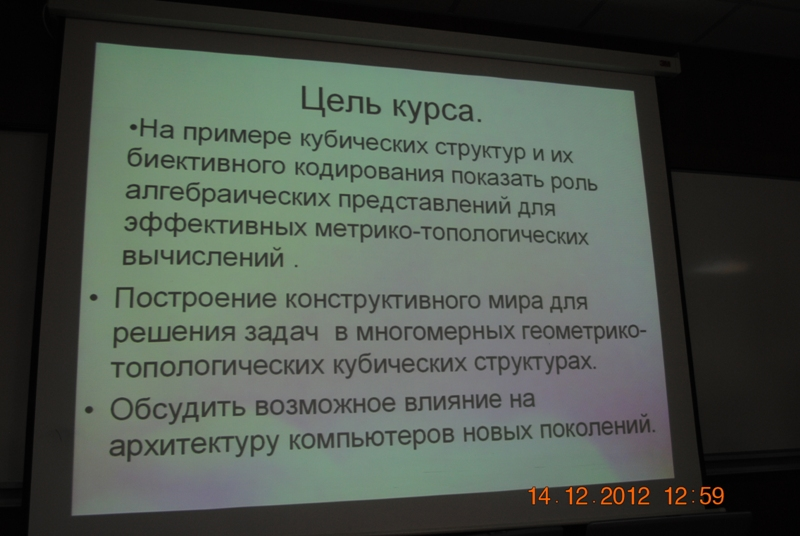 Цель курса.
•На примере кубических структур и их
биективного кодирования показать роль
алгебраических представлений для
эффективных метрико-топологических
вычислений .
• Построение конструктивного мира для
решения задач в многомерных геометрико-
топологических кубических структурах.
• Обсудить возможное влияние на
архитектуру компьютеров новых поколений.
14.12.2012 12:59